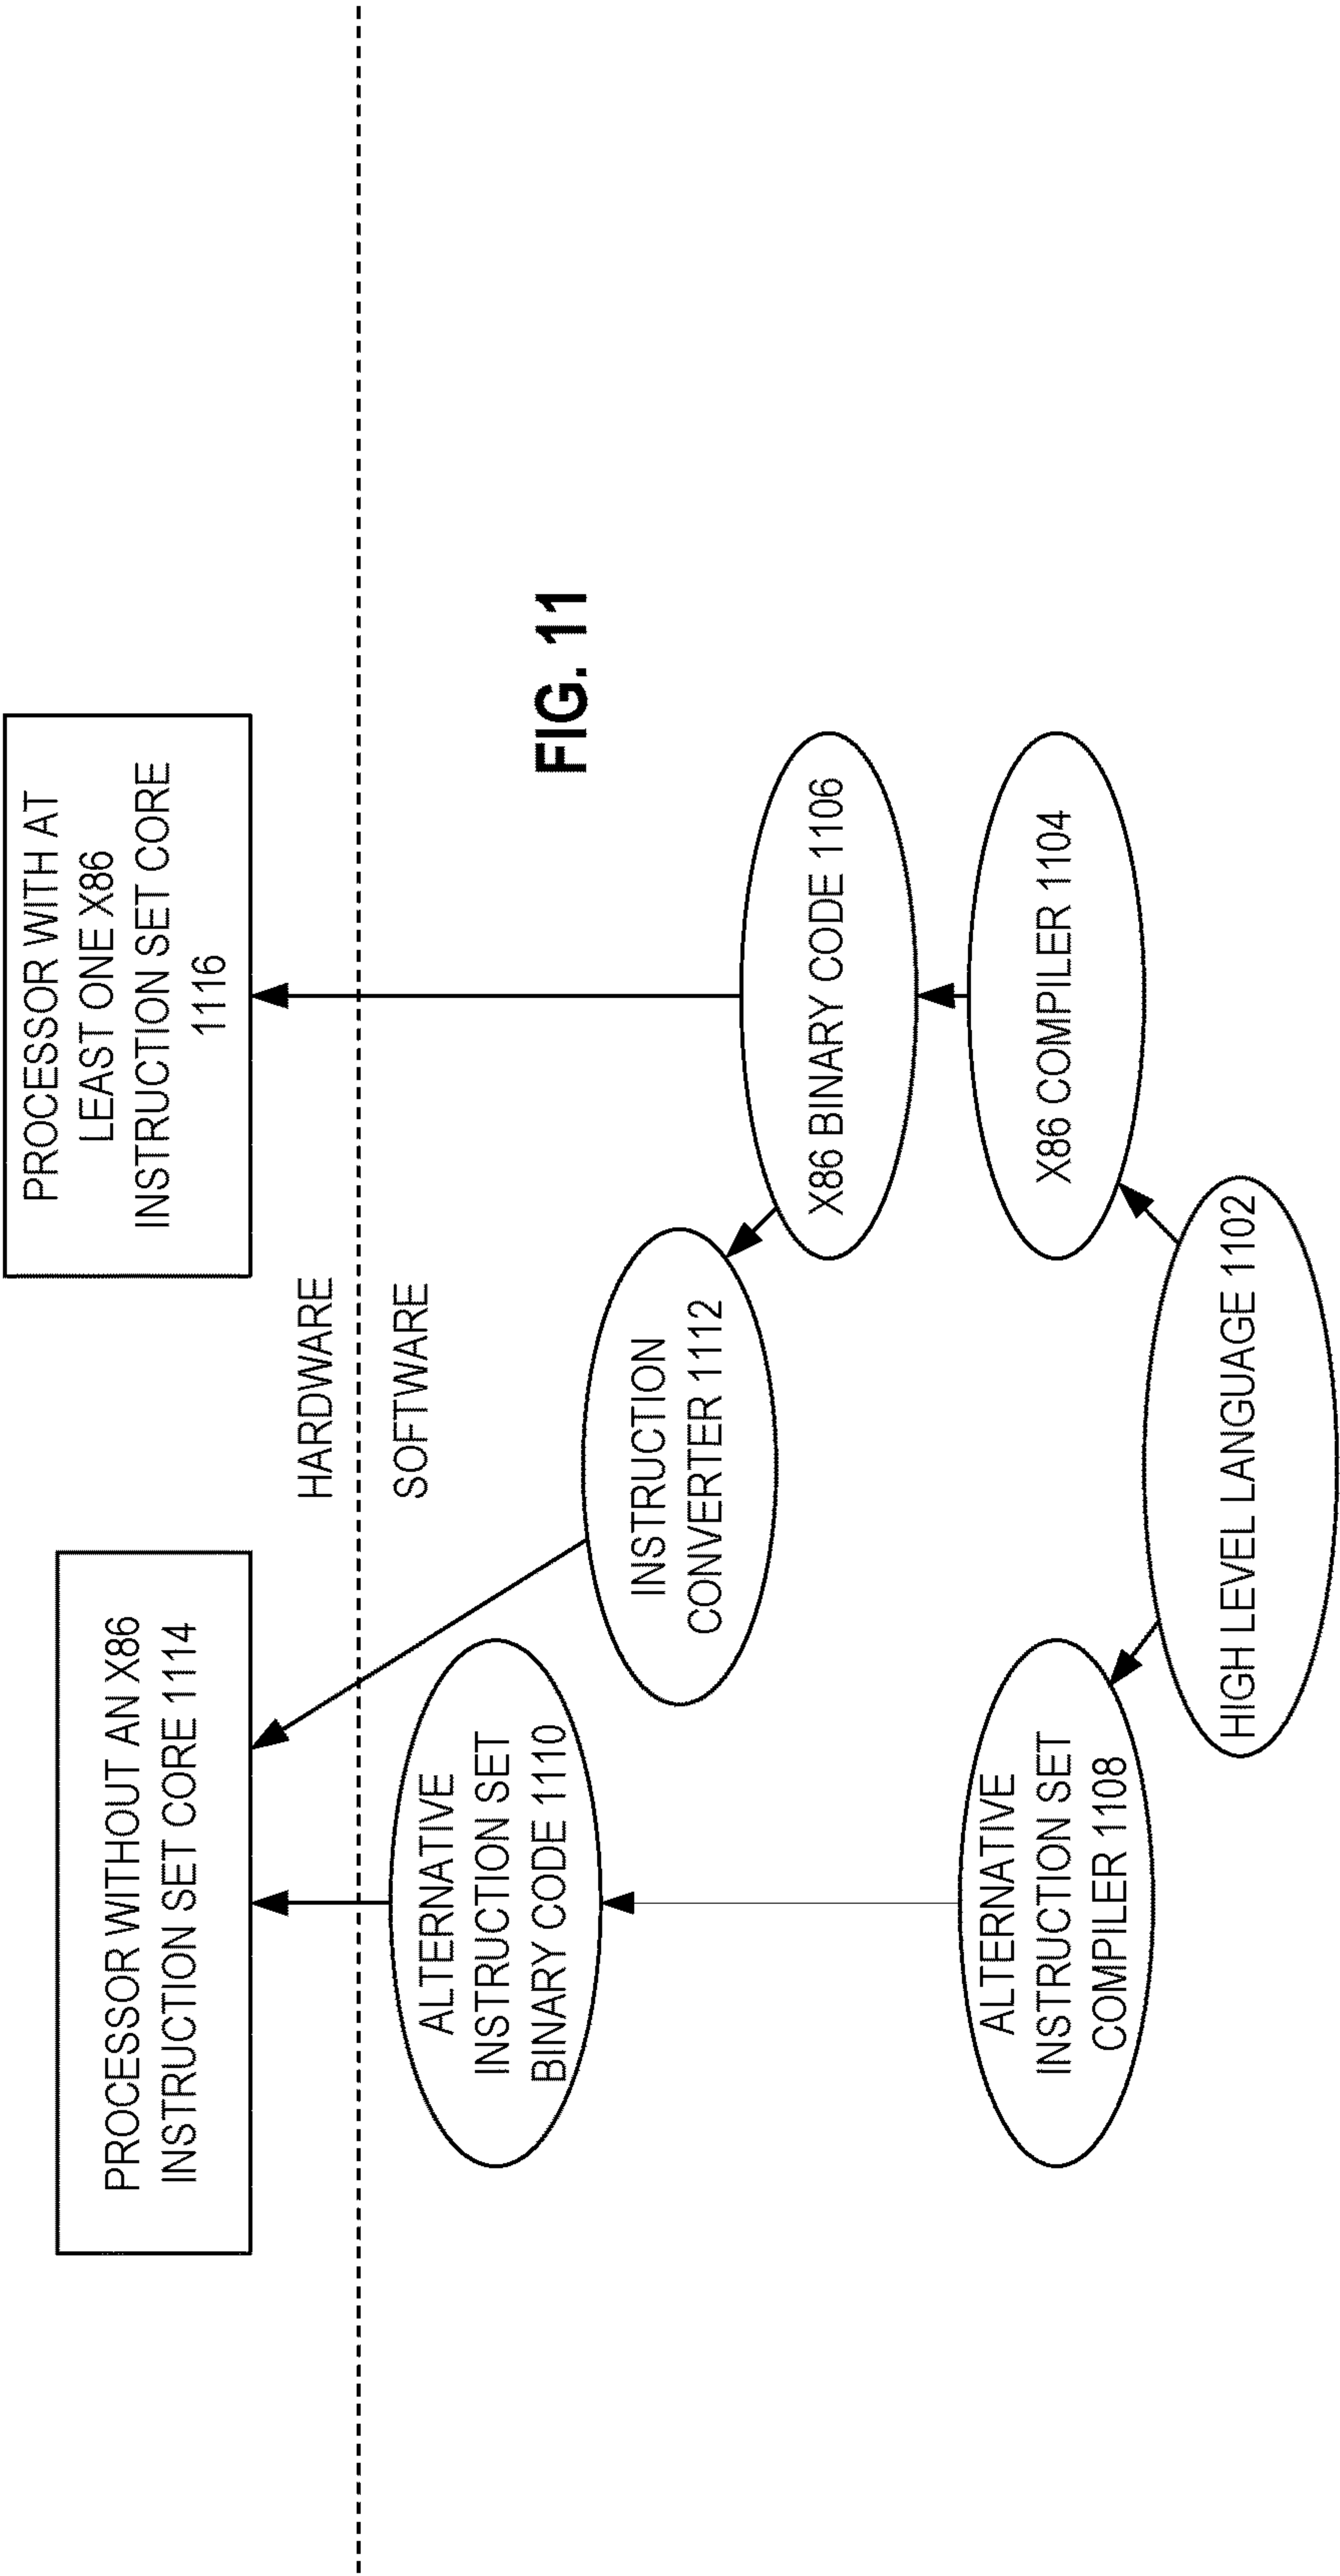 PROCESSOR WITHOUT AN X86
INSTRUCTION SET CORE 1114
PROCESSOR WITH AT
LEAST ONE X86
INSTRUCTION SET CORE
1116
HARDWARE
SOFTWARE
ALTERNATIVE
INSTRUCTION SET
BINARY CODE 1110
INSTRUCTION
CONVERTER 1112
FIG. 11
X86 BINARY CODE 1106
ALTERNATIVE
INSTRUCTION SET
COMPILER 1108
X86 COMPILER 1104
HIGH LEVEL LANGUAGE 1102